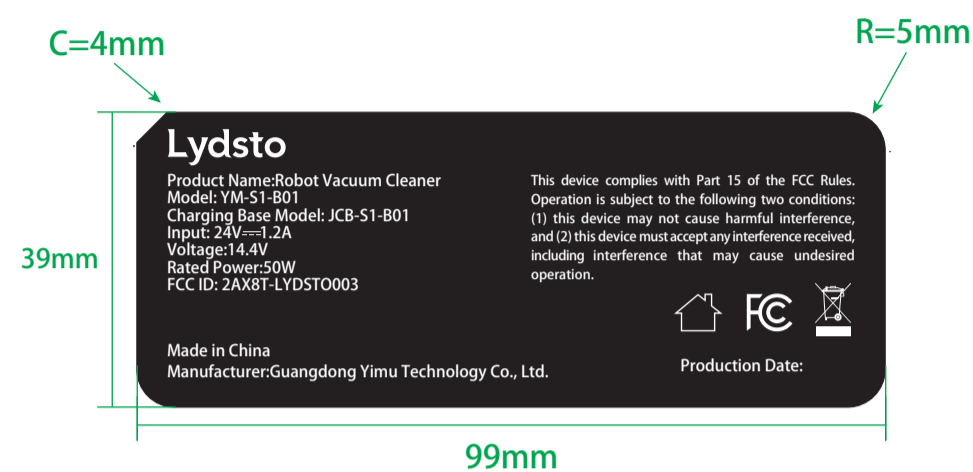 C=4mm
R=5mm
Lydsto
Product Name:Robot Vacuum Cleaner
Model: YM-S1-B01
Charging Base Model: JCB-S1-B01
Input: 24V⎓1.2A
Voltage:14.4V
Rated Power:50W
FCC ID: 2AX8T-LYDSTO003
This device complies with Part 15 of the FCC Rules.
Operation is subject to the following two conditions:
(1) this device may not cause harmful interference,
and (2) this device must accept any interference received,
including interference that may cause undesired
operation.
39mm
FC
Made in China
Manufacturer:Guangdong Yimu Technology Co., Ltd.
Production Date:
99mm